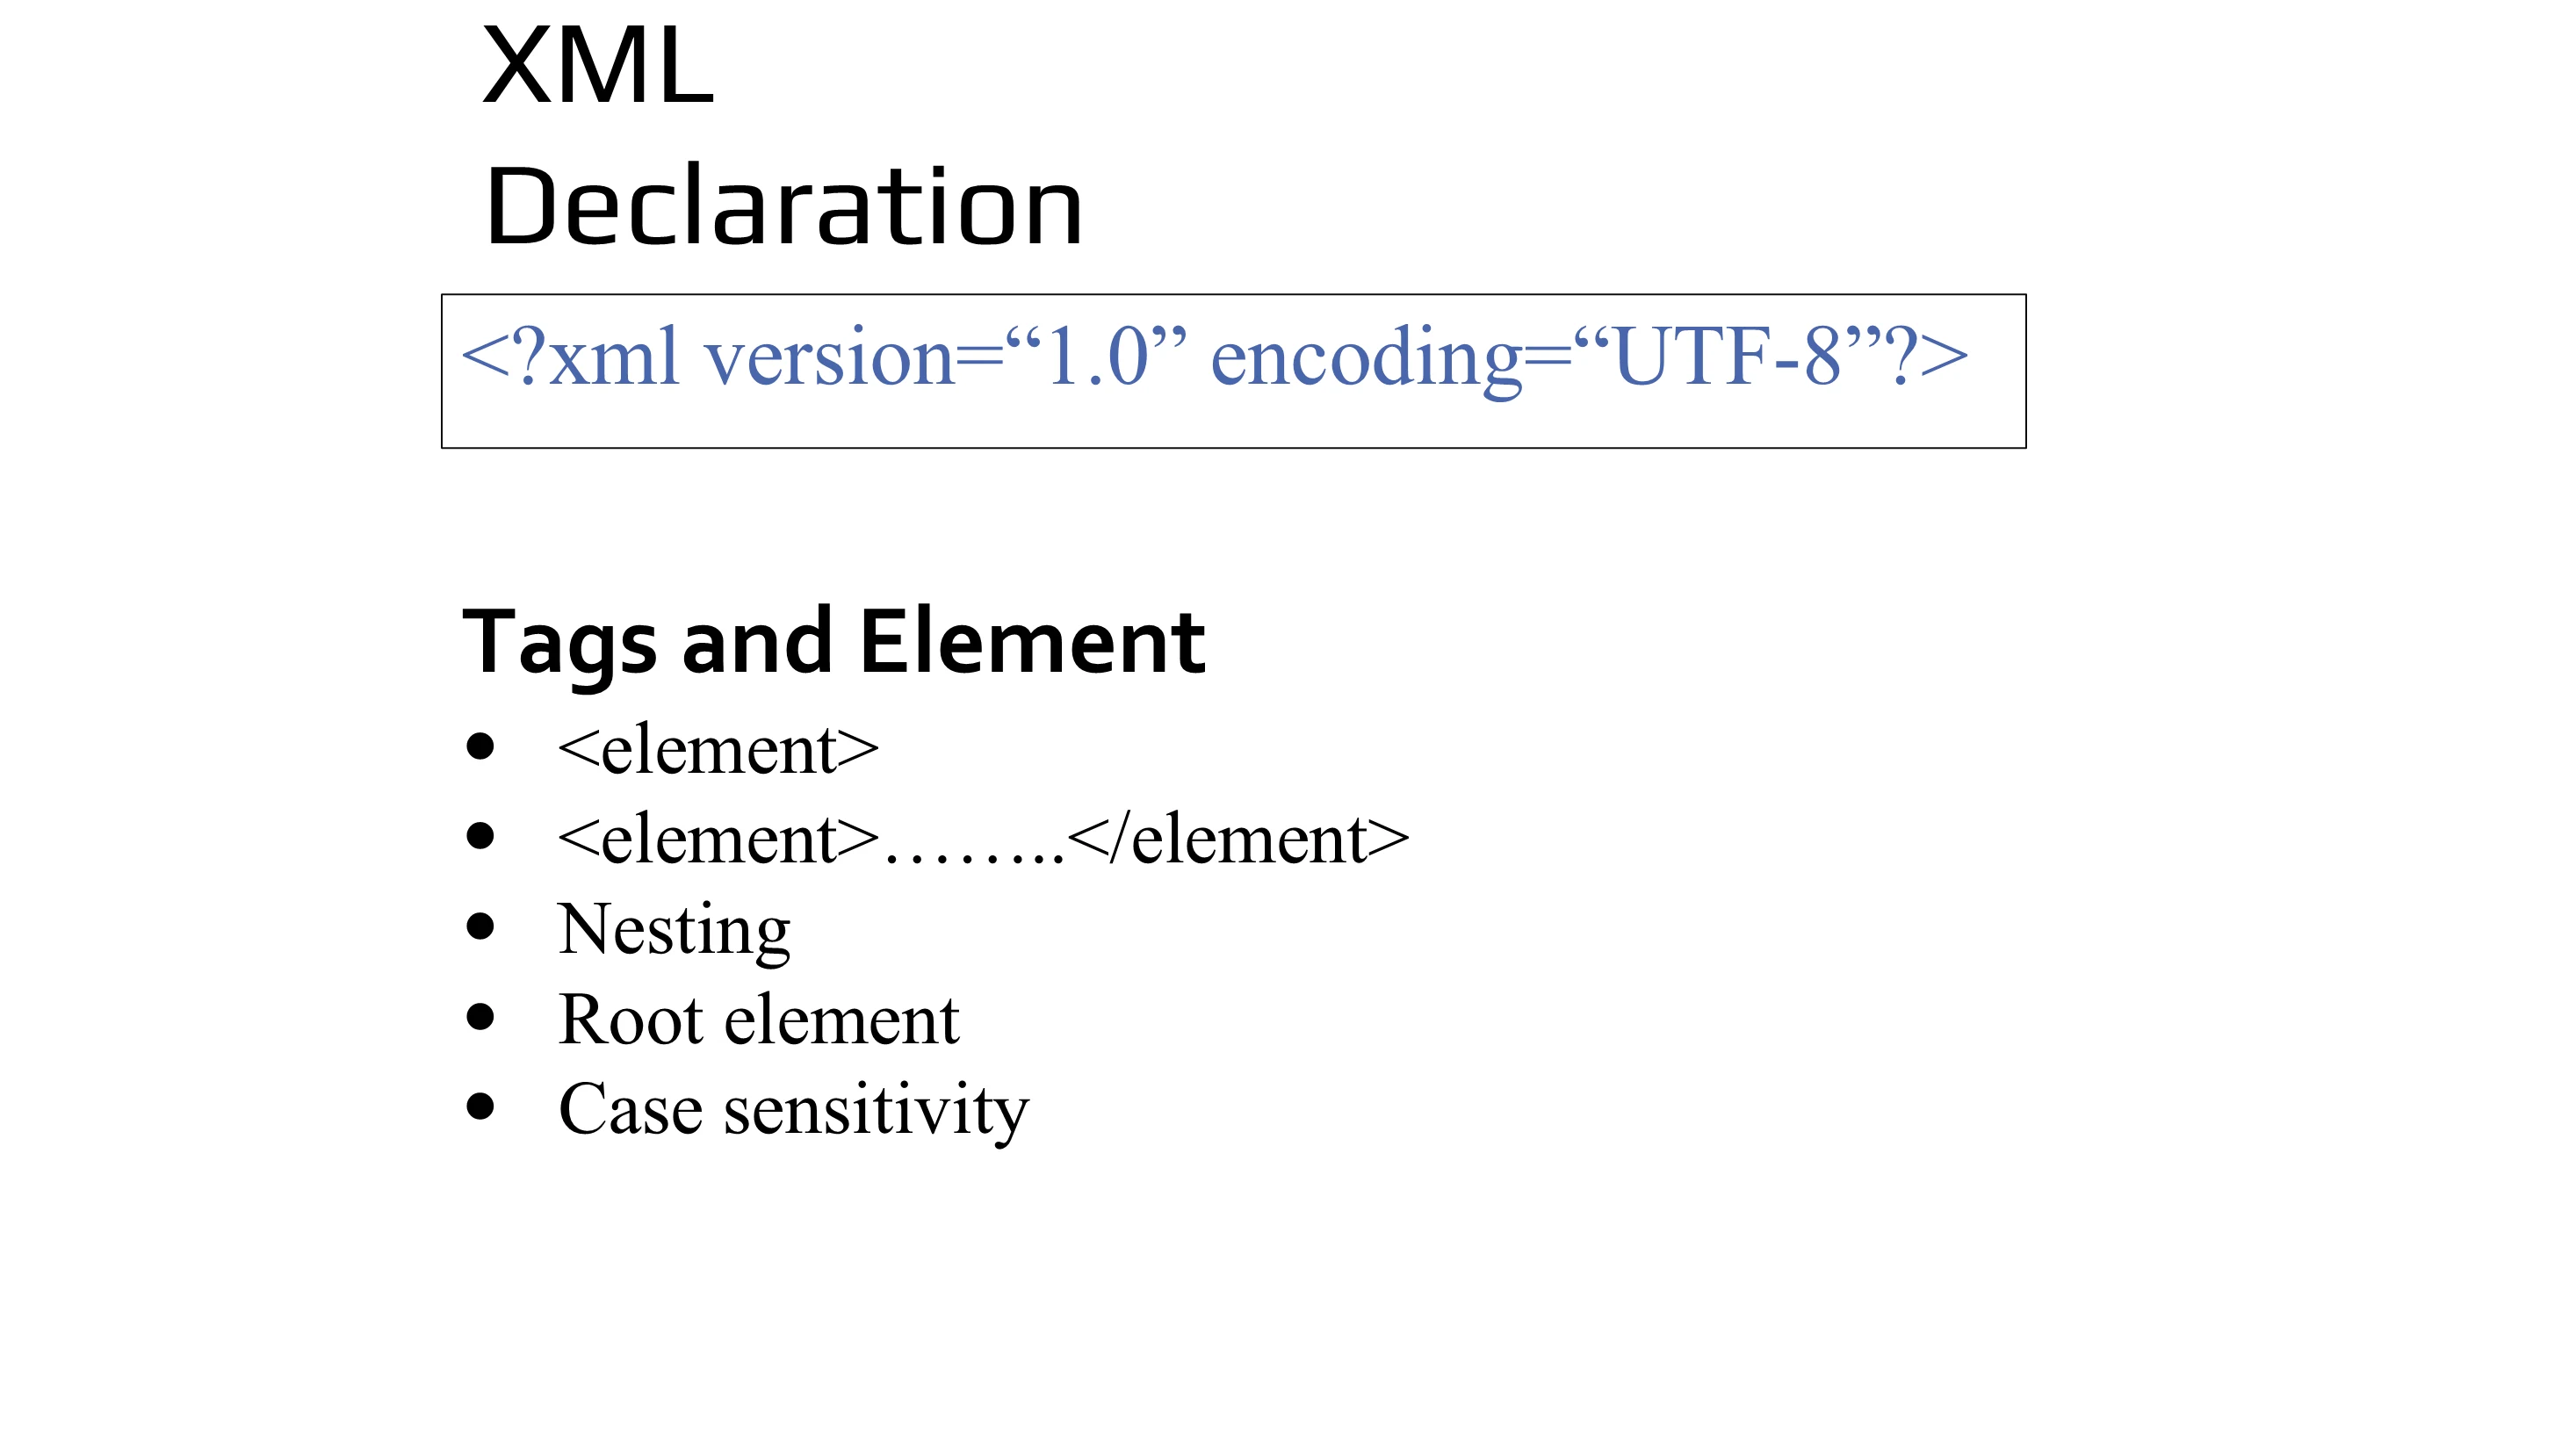 XML
Declaration
<?xml version=“1.0” encoding=“UTF-8”?>
Tags and Element
• <element>
• <element>……..</element>
• Nesting
• Root element
• Case sensitivity